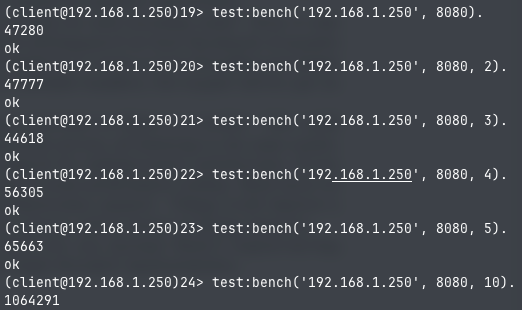 (client@192.168.1.250)19> test:bench('192.168.1.250', 8080).
47280
ok
(client@192.168.1.250)20> test:bench('192.168.1.250', 8080, 2).
47777
ok
(client@192.168.1.250)21> test:bench('192.168.1.250', 8080, 3).
44618
ok
(client@192.168.1.250)22> test:bench('192.168.1.250', 8080, 4).
56305
ok
(client@192.168.1.250)23> test:bench('192.168.1.250', 8080, 5).
65663
ok
(client@192.168.1.250)24> test:bench('192.168.1.250', 8080, 10).
1064291